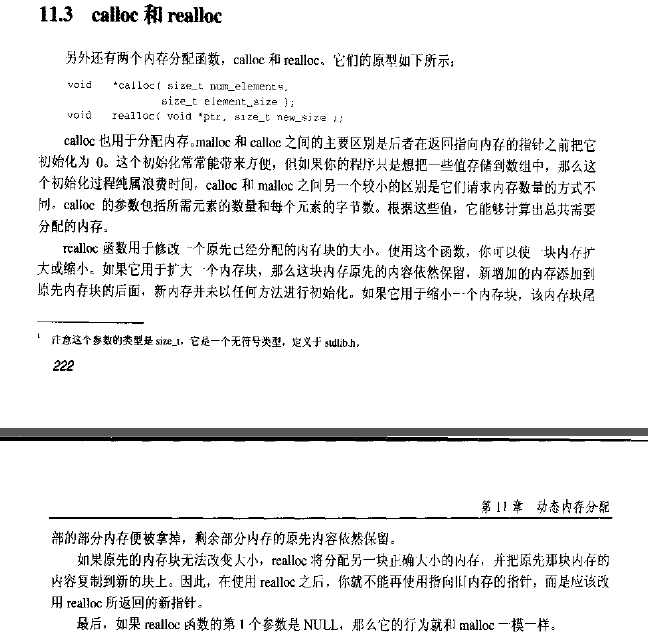 11.3 calloc 和 realloc
另外还有两个内存分配函数，calloc 和 realloc。它们的原型如下所示：
void *calloc( size_t num_elements,
size_t element_size );
void realloc( void *ptr, size_t new_size );
calloc 也用于分配内存。malloc 和 calloc 之间的主要区别是后者在返回指向内存的指针之前把它
初始化为 0。这个初始化常常能带来方便，但如果你的程序只是想把一些值存储到数组中，那么这
个初始化过程纯属浪费时间。calloc 和 malloc 之间另一个较小的区别是它们请求内存数量的方式不
同。calloc 的参数包括所需元素的数量和每个元素的字节数。根据这些值，它能够计算出总共需要
分配的内存。
realloc 函数用于修改一个原先已经分配的内存块的大小。使用这个函数，你可以使一块内存扩
大或缩小。如果它用于扩大一个内存块，那么这块内存原先的内容依然保留，新增加的内存添加到
原先内存块的后面，新内存并未以任何方法进行初始化。如果它用于缩小一个内存块，该内存块尾
1 注意这个参数的类型是 size_t，它是一个无符号类型，定义于 stdlib.h。
222
第 11 章 动态内存分配
部的部分内存便被拿掉，剩余部分内存的原先内容依然保留。
如果原先的内存块无法改变大小，realloc 将分配另一块正确大小的内存，并把原先那块内存的
内容复制到新的块上。因此，在使用 realloc 之后，你就不能再使用指向旧内存的指针，而是应该改
用 realloc 所返回的新指针。
最后，如果 realloc 函数的第 1 个参数是 NULL，那么它的行为就和 malloc 一模一样。